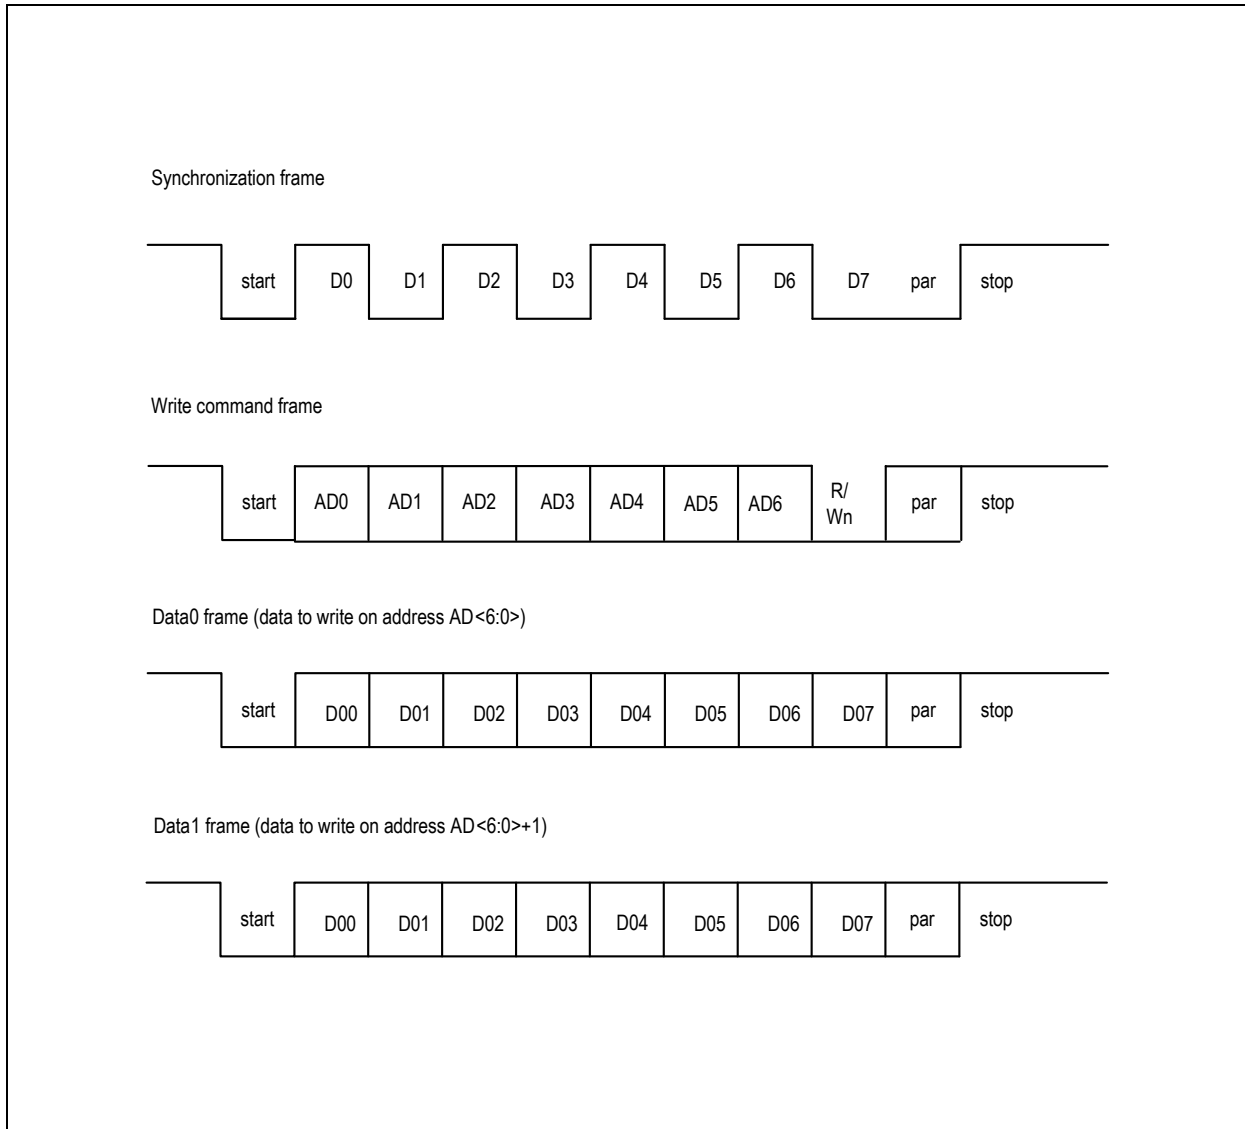 Synchronization frame
start D0 D1 D2 D3 D4 D5 D6 D7 par stop
Write command frame
start AD0 AD1 AD2 AD3 AD4 AD5 AD6 R/
Wn par stop
Data0 frame (data to write on address AD<6:0>)
start D00 D01 D02 D03 D04 D05 D06 D07 par stop
Data1 frame (data to write on address AD<6:0>+1)
start D00 D01 D02 D03 D04 D05 D06 D07 par stop